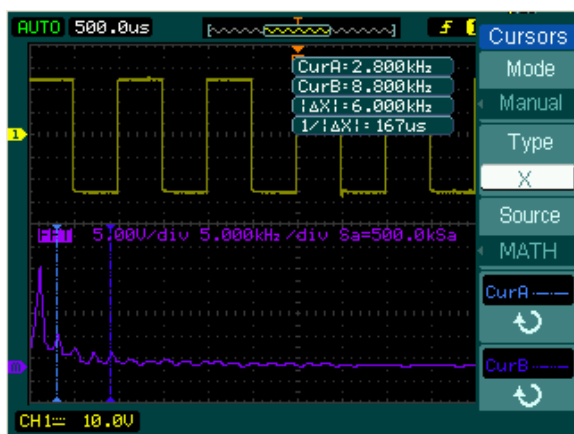 AUTO 500.0us
Cursors
CurA=2.800kHz
CurB=8.800kHz
|ΔX|=6.000kHz
1/|ΔX|=167us
Mode
Manual
Type
X
Source
MATH
1
FFT 5.00V/div 5.000kHz/div Sa=500.0kSa
CurA
CurB
CH1 10.0V